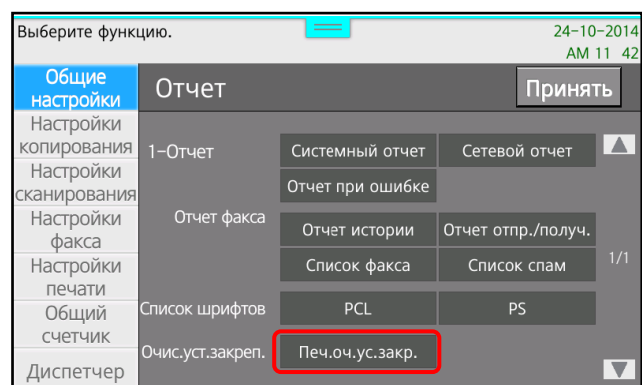 Выберите функцию.
24-10-2014
AM 11 42
Общие
настройки
Отчет
Принять
Настройки
копирования
Настройки
сканирования
Настройки
факса
Настройки
печати
Общий
счетчик
Диспетчер
1-Отчет
Системный отчет
Сетевой отчет
Отчет при ошибке
Отчет факса
Отчет истории
Отчет отпр./получ.
Список факса
Список спам
1/1
Список шрифтов
PCL
PS
Очис.уст.закреп.
Печ.оч.ус.закр.